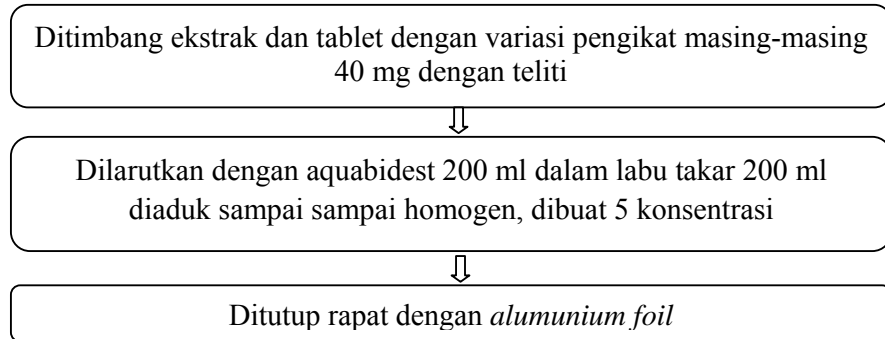 Ditimbang ekstrak dan tablet dengan variasi pengikat masing-masing
40 mg dengan teliti
Dilarutkan dengan aquabidest 200 ml dalam labu takar 200 ml
diaduk sampai sampai homogen, dibuat 5 konsentrasi
Ditutup rapat dengan alumunium foil